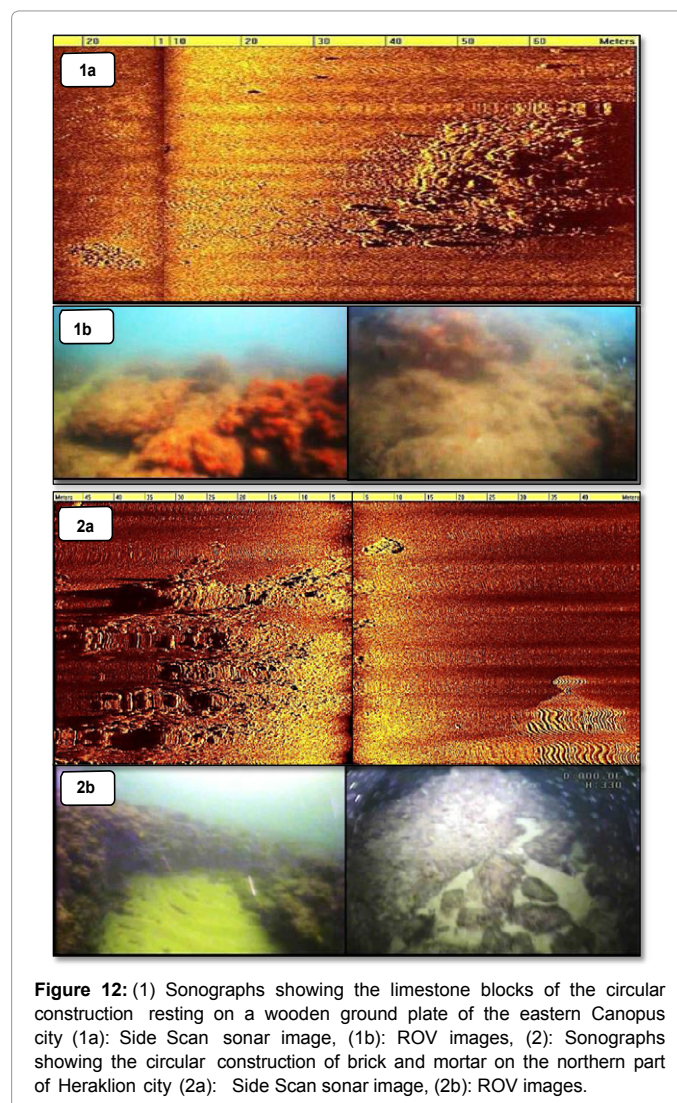 20 1 10 20 30 40 50 60 Meters
1a
1b
Meters 45 40 35 30 25 20 15 10 5 5 10 15 20 25 30 35 40 Meters
2a
2b
H:330
Figure 12: (1) Sonographs showing the limestone blocks of the circular
construction resting on a wooden ground plate of the eastern Canopus
city (1a): Side Scan sonar image, (1b): ROV images, (2): Sonographs
showing the circular construction of brick and mortar on the northern part
of Heraklion city (2a): Side Scan sonar image, (2b): ROV images.